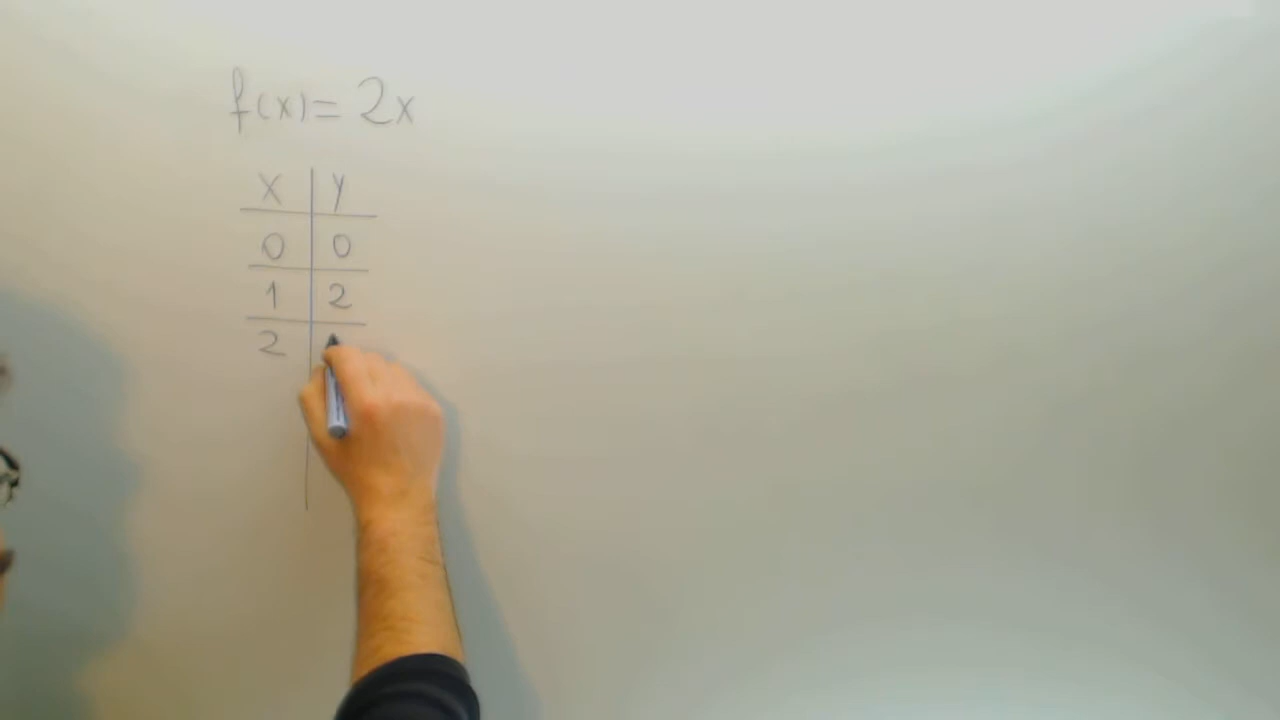 f(x) = 2x
x y
0 0
1 2
2